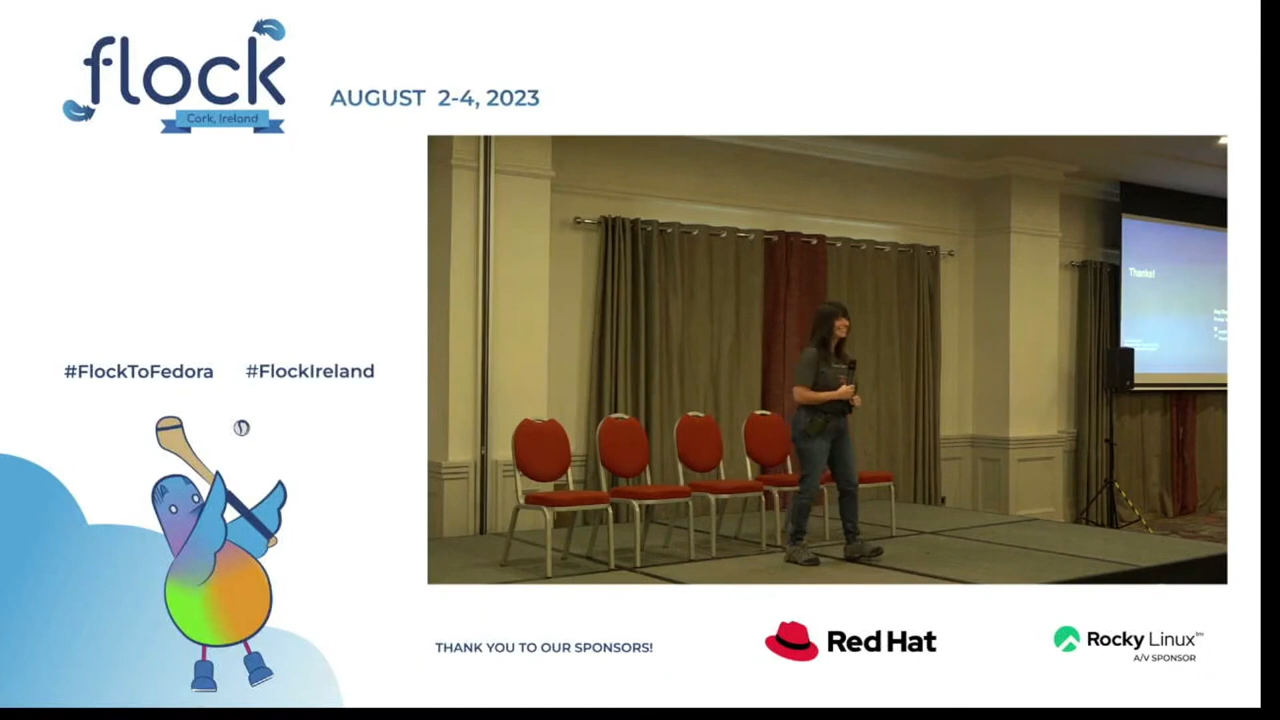 flock
Cork, Ireland
AUGUST 2-4, 2023
Thanks!
#FlockToFedora #FlockIreland
THANK YOU TO OUR SPONSORS!
Red Hat
Rocky Linux™
A/V SPONSOR